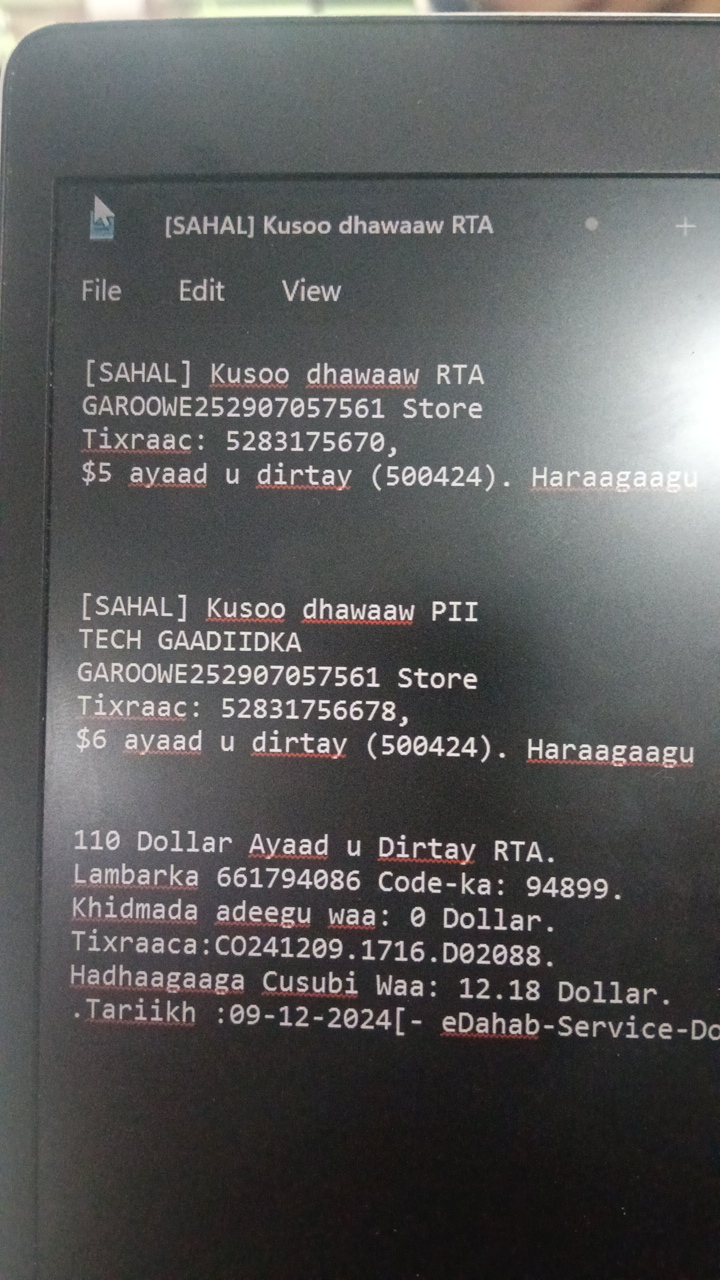 [SAHAL] Kusoo dhawaaw RTA
File Edit View
[SAHAL] Kusoo dhawaaw RTA
GAROOWE252907057561 Store
Tixraac: 5283175670,
$5 ayaad u dirtay (500424). Haraagaagu
[SAHAL] Kusoo dhawaaw PII
TECH GAADIIDKA
GAROOWE252907057561 Store
Tixraac: 52831756678,
$6 ayaad u dirtay (500424). Haraagaagu
110 Dollar Ayaad u Dirtay RTA.
Lambarka 661794086 Code-ka: 94899.
Khidmada adeegu waa: 0 Dollar.
Tixraaca:CO241209.1716.D02088.
Hadhaagaaga Cusubi Waa: 12.18 Dollar.
.Tariikh :09-12-2024[- eDahab-Service-Do